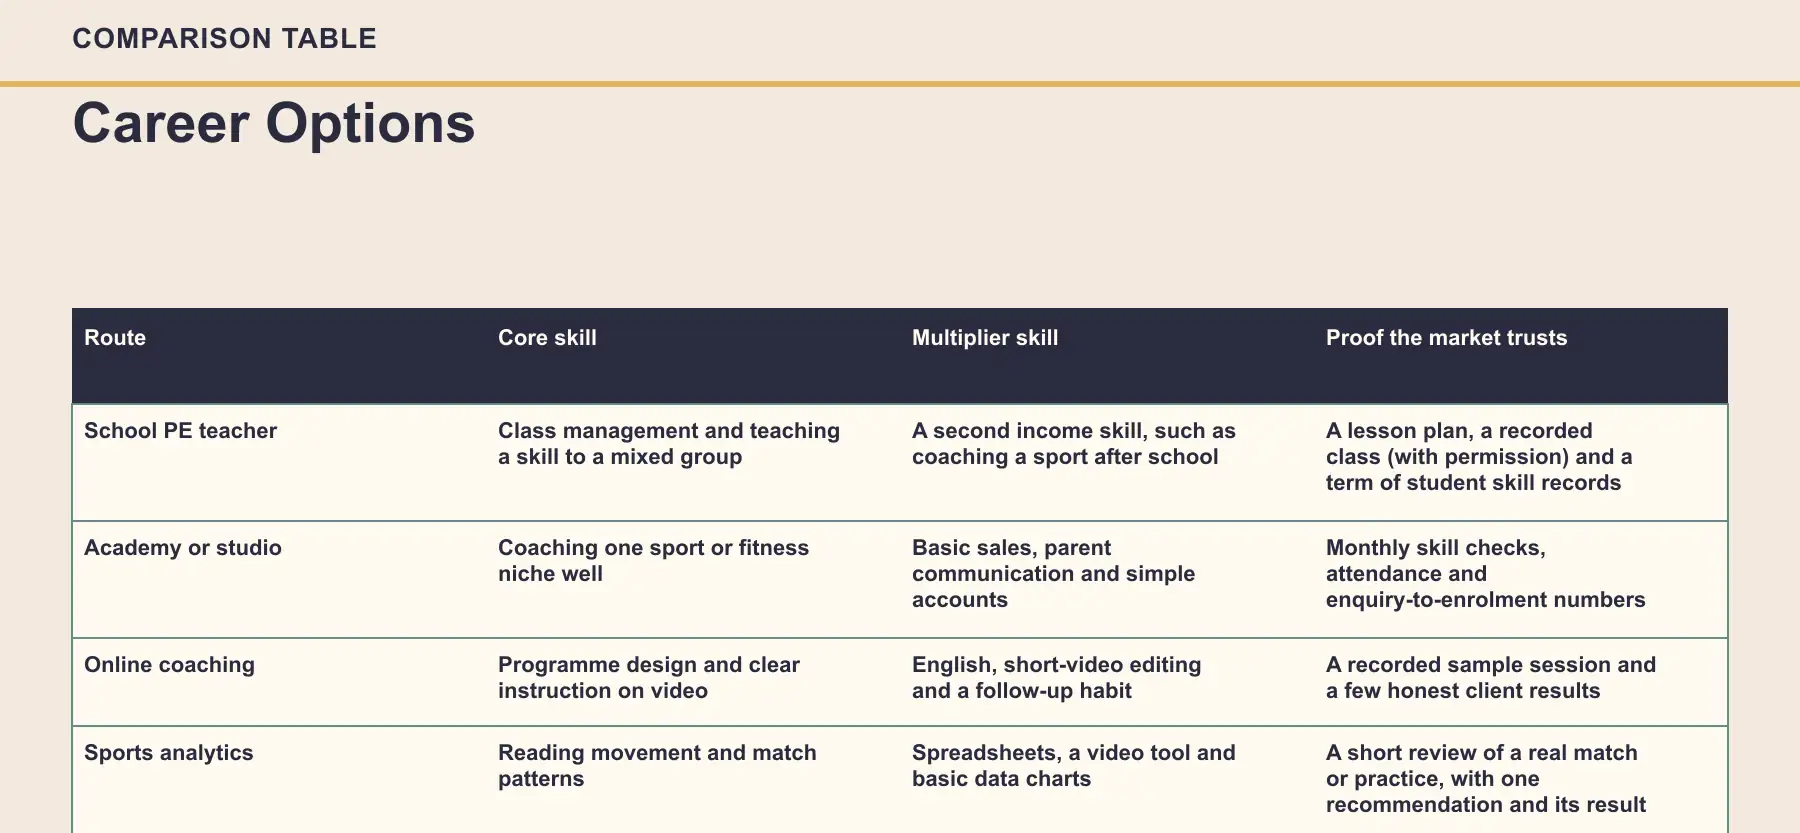 COMPARISON TABLE
Career Options
Route
Core skill
Multiplier skill
Proof the market trusts
School PE teacher
Class management and teaching
a skill to a mixed group
A second income skill, such as
coaching a sport after school
A lesson plan, a recorded
class (with permission) and a
term of student skill records
Academy or studio
Coaching one sport or fitness
niche well
Basic sales, parent
communication and simple
accounts
Monthly skill checks,
attendance and
enquiry-to-enrolment numbers
Online coaching
Programme design and clear
instruction on video
English, short-video editing
and a follow-up habit
A recorded sample session and
a few honest client results
Sports analytics
Reading movement and match
patterns
Spreadsheets, a video tool and
basic data charts
A short review of a real match
or practice, with one
recommendation and its result